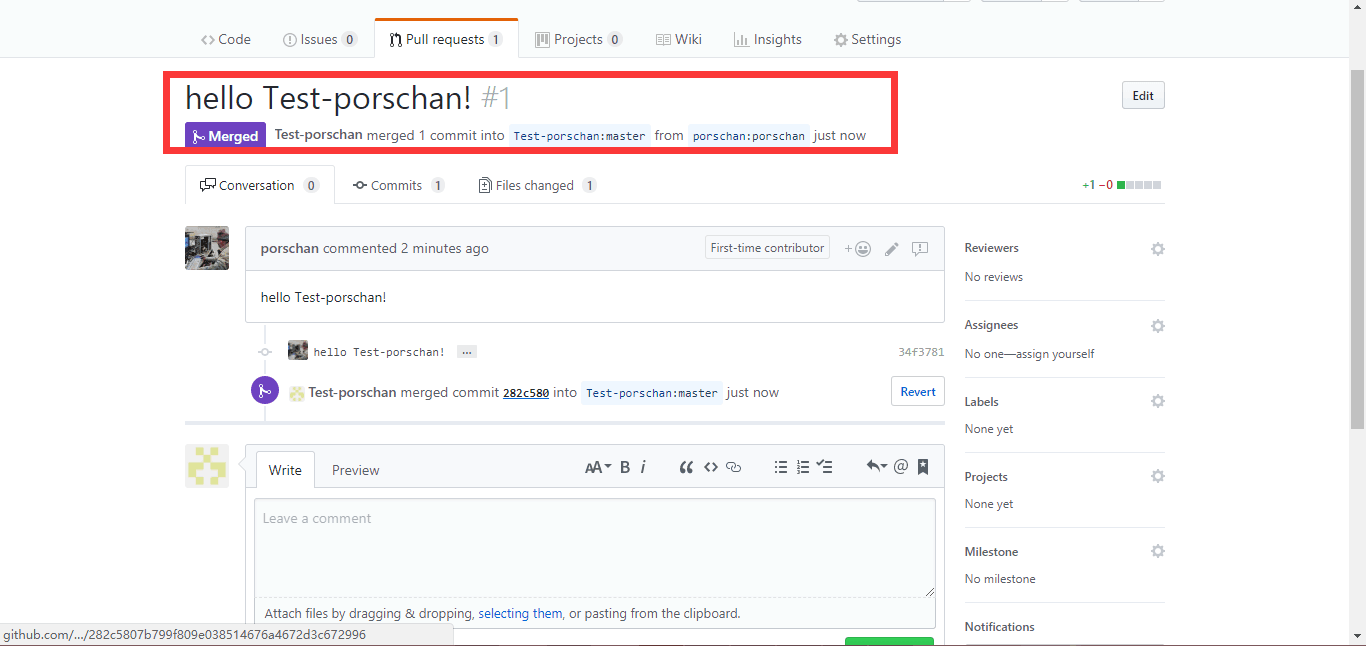 Code Issues 0 Pull requests 1 Projects 0 Wiki Insights Settings
hello Test-porschan! #1
Edit
Merged Test-porschan merged 1 commit into Test-porschan:master from porschan:porschan just now
Conversation 0 Commits 1 Files changed 1 +1 −0
porschan commented 2 minutes ago First-time contributor
Reviewers
hello Test-porschan!
No reviews
Assignees
hello Test-porschan! … 34f3781
No one—assign yourself
Test-porschan merged commit 282c580 into Test-porschan:master just now Revert
Labels
None yet
Write Preview AA B i
Projects
None yet
Leave a comment
Milestone
No milestone
Attach files by dragging & dropping, selecting them, or pasting from the clipboard.
Notifications
github.com/.../282c5807b799f809e038514676a4672d3c672996